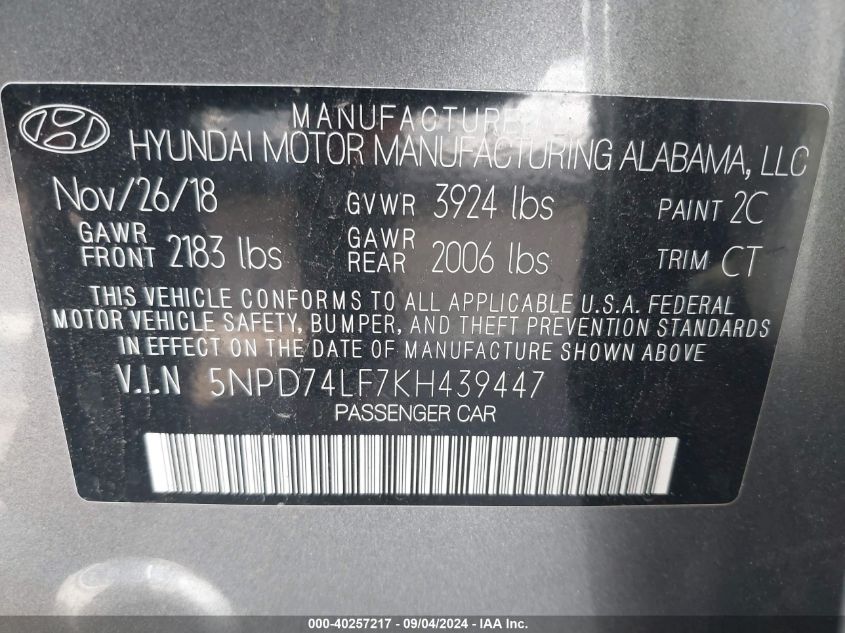 MANUFACTURED
HYUNDAI MOTOR MANUFACTURING ALABAMA, LLC
Nov/26/18 GVWR 3924 lbs PAINT 2C
GAWR FRONT 2183 lbs GAWR REAR 2006 lbs TRIM CT
THIS VEHICLE CONFORMS TO ALL APPLICABLE U.S.A. FEDERAL
MOTOR VEHICLE SAFETY, BUMPER, AND THEFT PREVENTION STANDARDS
IN EFFECT ON THE DATE OF MANUFACTURE SHOWN ABOVE
V.I.N 5NPD74LF7KH439447
PASSENGER CAR
000-40257217 - 09/04/2024 - IAA Inc.